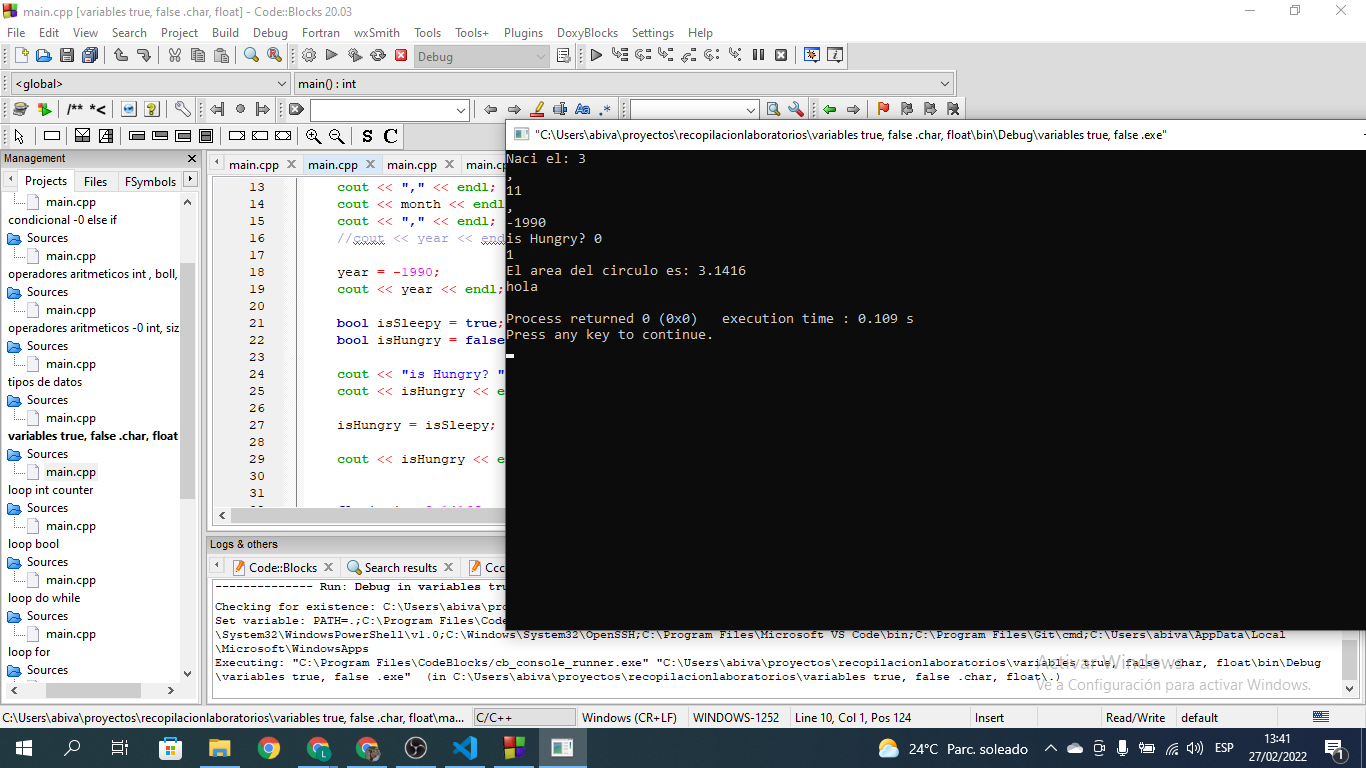 main.cpp [variables true, false .char, float] - Code::Blocks 20.03
File Edit View Search Project Build Debug Fortran wxSmith Tools Tools+ Plugins DoxyBlocks Settings Help
Debug
<global> main() : int
/** *<
Aa .*
S C
"C:\Users\abiva\proyectos\recopilacionlaboratorios\variables true, false .char, float\bin\Debug\variables true, false .exe"
Management
Projects Files FSymbols
main.cpp
condicional -0 else if
Sources
main.cpp
operadores aritmeticos int , boll,
Sources
main.cpp
operadores aritmeticos -0 int, siz
Sources
main.cpp
tipos de datos
Sources
main.cpp
variables true, false .char, float
Sources
main.cpp
loop int counter
Sources
main.cpp
loop bool
Sources
main.cpp
loop do while
Sources
main.cpp
loop for
Sources
main.cpp main.cpp main.cpp main.c
13 cout << "," << endl;
14 cout << month << endl
15 cout << "," << endl;
16 //cout << year << end
17
18 year = -1990;
19 cout << year << endl;
20
21 bool isSleepy = true;
22 bool isHungry = false
23
24 cout << "is Hungry? "
25 cout << isHungry << e
26
27 isHungry = isSleepy;
28
29 cout << isHungry << e
30
31
Naci el: 3
,
11
,
-1990
is Hungry? 0
1
El area del circulo es: 3.1416
hola
Process returned 0 (0x0) execution time : 0.109 s
Press any key to continue.
Logs & others
Code::Blocks Search results Ccc
-------------- Run: Debug in variables tru
Checking for existence: C:\Users\abiva\pro
Set variable: PATH=.;C:\Program Files\Code
\System32\WindowsPowerShell\v1.0;C:\Windows\System32\OpenSSH;C:\Program Files\Microsoft VS Code\bin;C:\Program Files\Git\cmd;C:\Users\abiva\AppData\Local
\Microsoft\WindowsApps
Executing: "C:\Program Files\CodeBlocks/cb_console_runner.exe" "C:\Users\abiva\proyectos\recopilacionlaboratorios\variables true, false .char, float\bin\Debug
\variables true, false .exe" (in C:\Users\abiva\proyectos\recopilacionlaboratorios\variables true, false .char, float\.)
Activar Windows
Ve a Configuración para activar Windows.
C:\Users\abiva\proyectos\recopilacionlaboratorios\variables true, false .char, float\ma... C/C++ Windows (CR+LF) WINDOWS-1252 Line 10, Col 1, Pos 124 Insert Read/Write default
24°C Parc. soleado ESP
13:41
27/02/2022
1